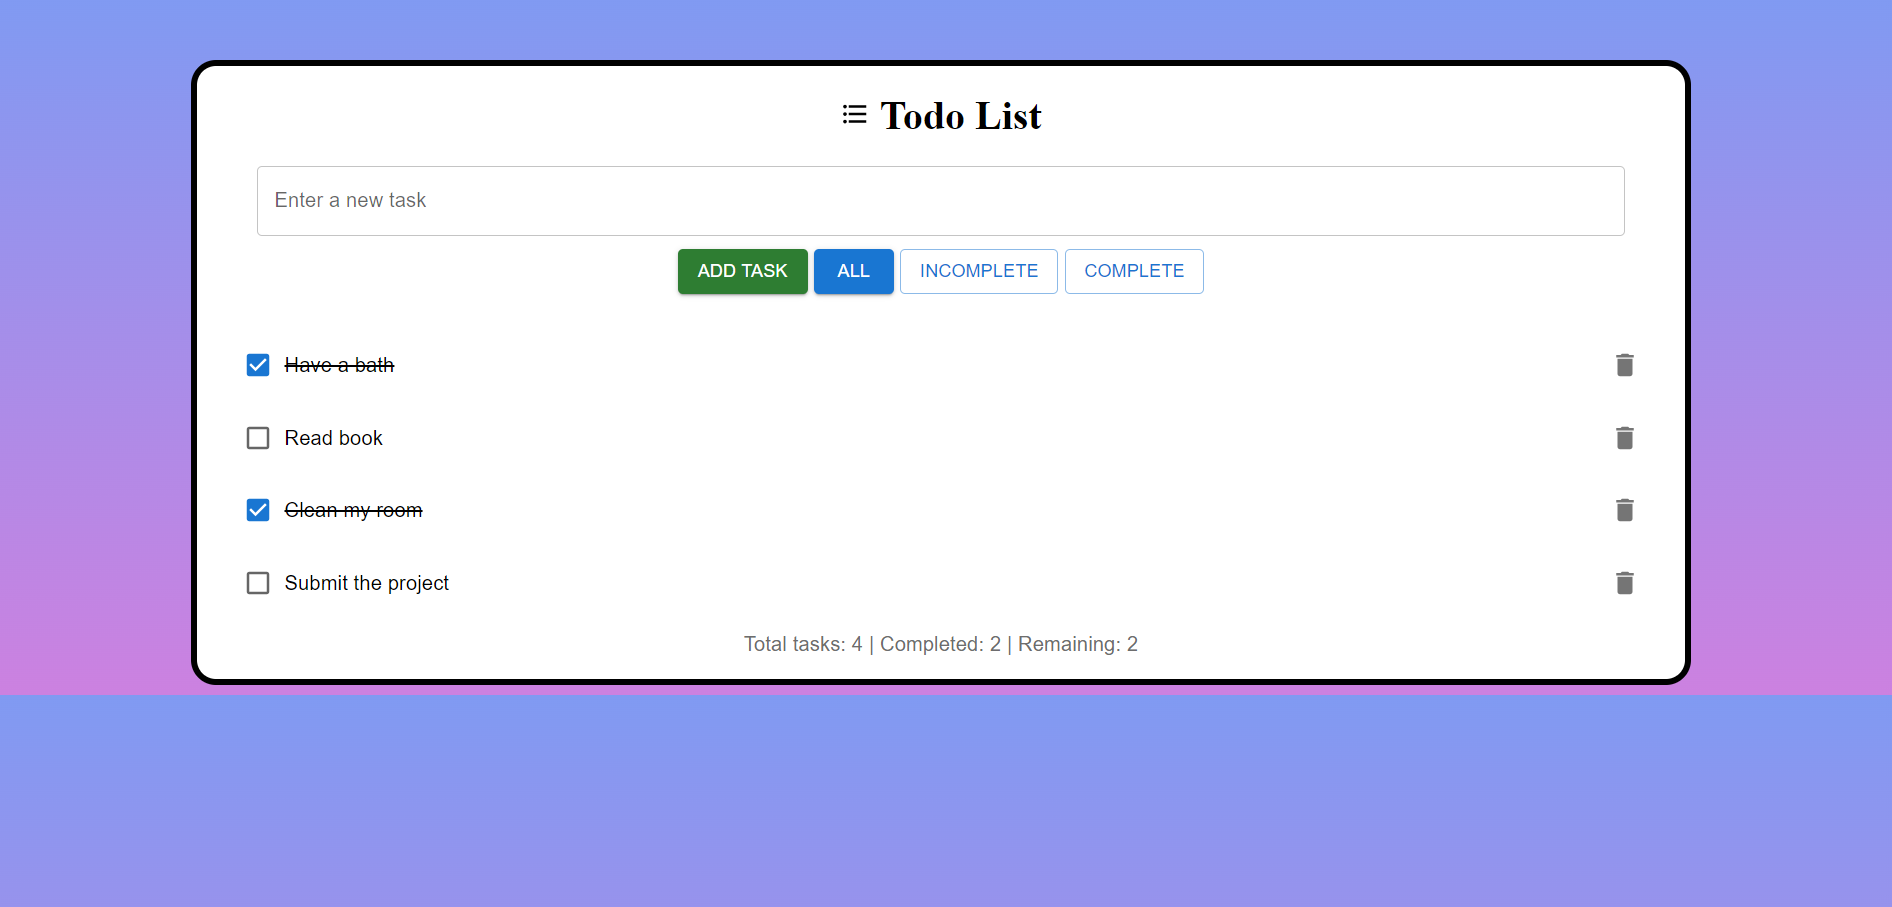 Todo List
Enter a new task
ADD TASK ALL INCOMPLETE COMPLETE
Have a bath
Read book
Clean my room
Submit the project
Total tasks: 4 | Completed: 2 | Remaining: 2